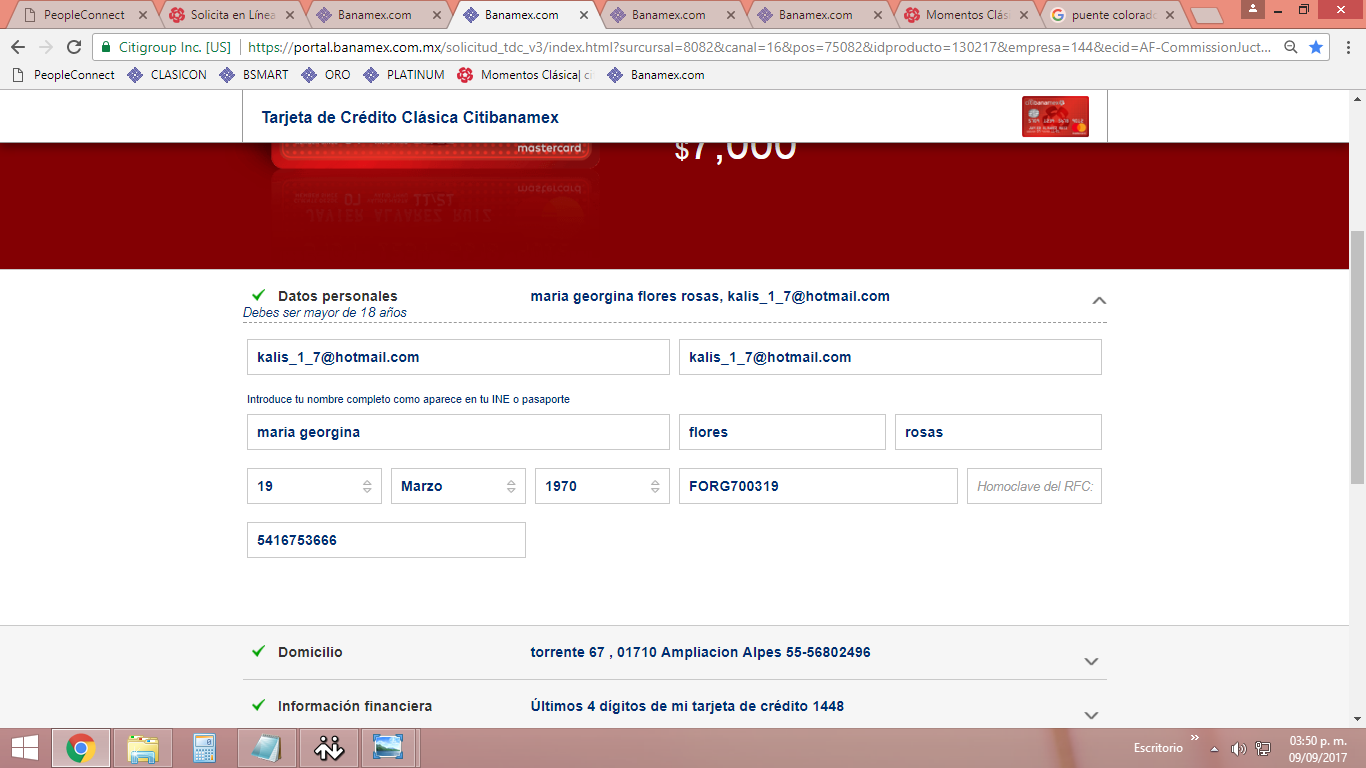 PeopleConnect
Solicita en Línea
Banamex.com
Banamex.com
Banamex.com
Banamex.com
Momentos Clás
puente colorado
Citigroup Inc. [US]
https://portal.banamex.com.mx/solicitud_tdc_v3/index.html?surcursal=8082&canal=16&pos=75082&idproducto=130217&empresa=144&ecid=AF-CommissionJuct...
PeopleConnect
CLASICON
BSMART
ORO
PLATINUM
Momentos Clásica| ci
Banamex.com
Tarjeta de Crédito Clásica Citibanamex
mastercard.
$7,000
Datos personales
maria georgina flores rosas, kalis_1_7@hotmail.com
Debes ser mayor de 18 años
kalis_1_7@hotmail.com
kalis_1_7@hotmail.com
Introduce tu nombre completo como aparece en tu INE o pasaporte
maria georgina
flores
rosas
19
Marzo
1970
FORG700319
Homoclave del RFC:
5416753666
Domicilio
torrente 67 , 01710 Ampliacion Alpes 55-56802496
Información financiera
Últimos 4 dígitos de mi tarjeta de crédito 1448
Escritorio
03:50 p. m.
09/09/2017